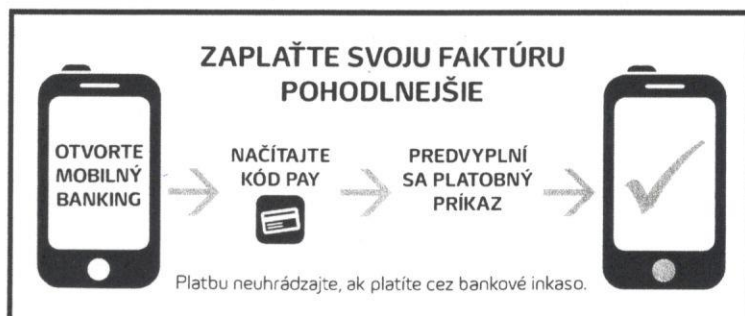 ZAPLAŤTE SVOJU FAKTÚRU
POHODLNEJŠIE
OTVORTE
MOBILNÝ
BANKING
NAČÍTAJTE
KÓD PAY
PREDVYPLNÍ
SA PLATOBNÝ
PRÍKAZ
Platbu neuhrádzajte, ak platíte cez bankové inkaso.